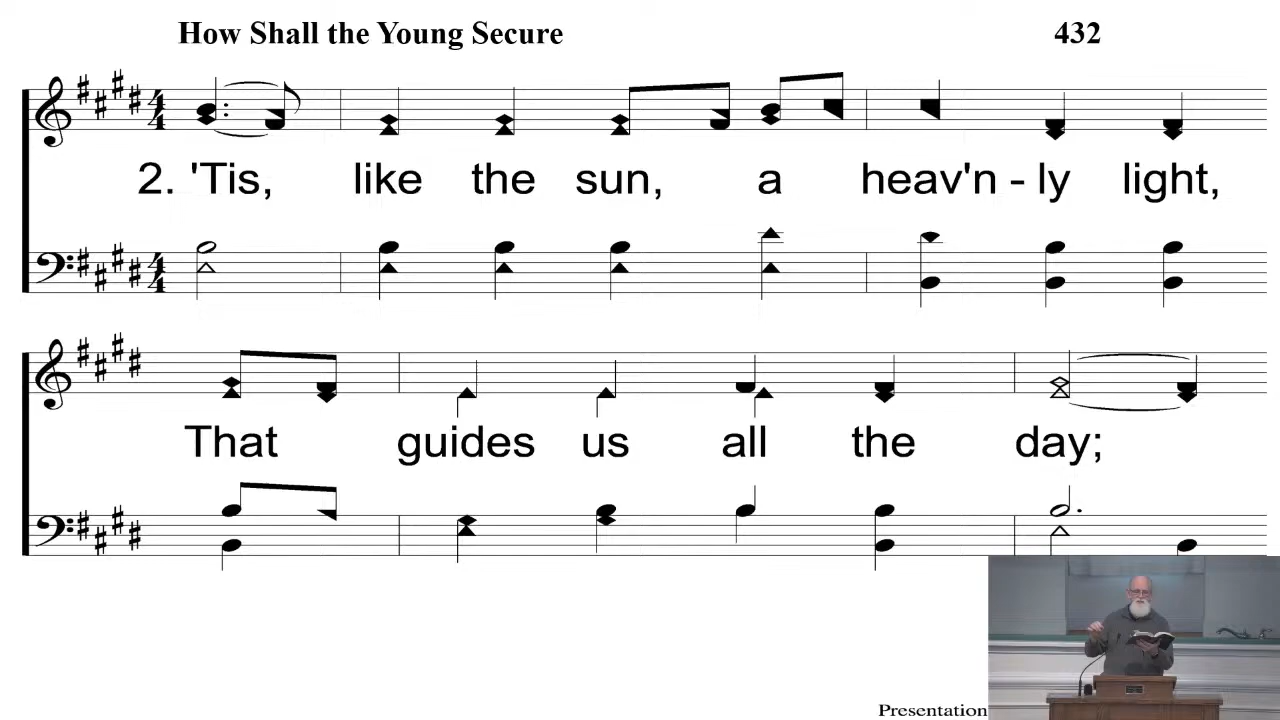 How Shall the Young Secure 432
2. 'Tis, like the sun, a heav'n - ly light,
That guides us all the day;
Presentation